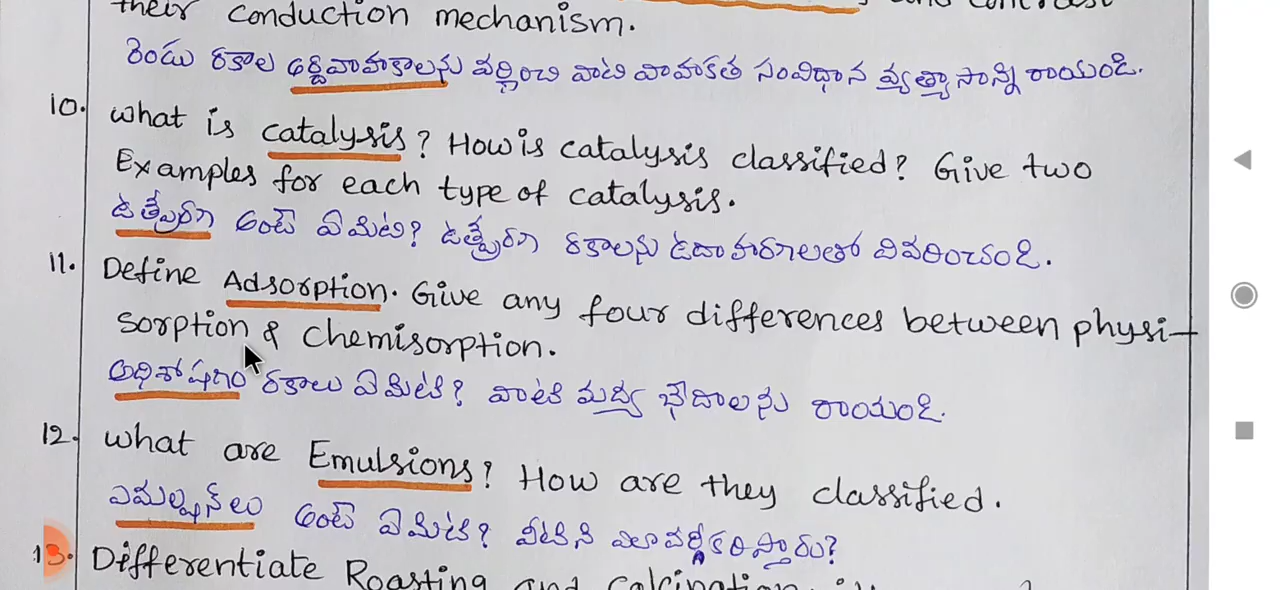 their conduction mechanism.
రెండు రకాల అర్ధవాహకాలను వర్ణించి వాటి వాహకత సంవిధాన వ్యత్యాసాన్ని రాయండి.
10. What is catalysis? How is catalysis classified? Give two
Examples for each type of catalysis.
ఉత్ప్రేరణ అంటే ఏమిటి? ఉత్ప్రేరణ రకాలను ఉదాహరణలతో వివరించండి.
11. Define Adsorption. Give any four differences between physi-
sorption & chemisorption.
అధిశోషణం రకాలు ఏమిటి? వాటి మధ్య భేదాలను రాయండి.
12. What are Emulsions? How are they classified.
ఎమల్షన్‌లు అంటే ఏమిటి? వీటిని ఎలా వర్గీకరిస్తారు?
13. Differentiate Roasting and calcination